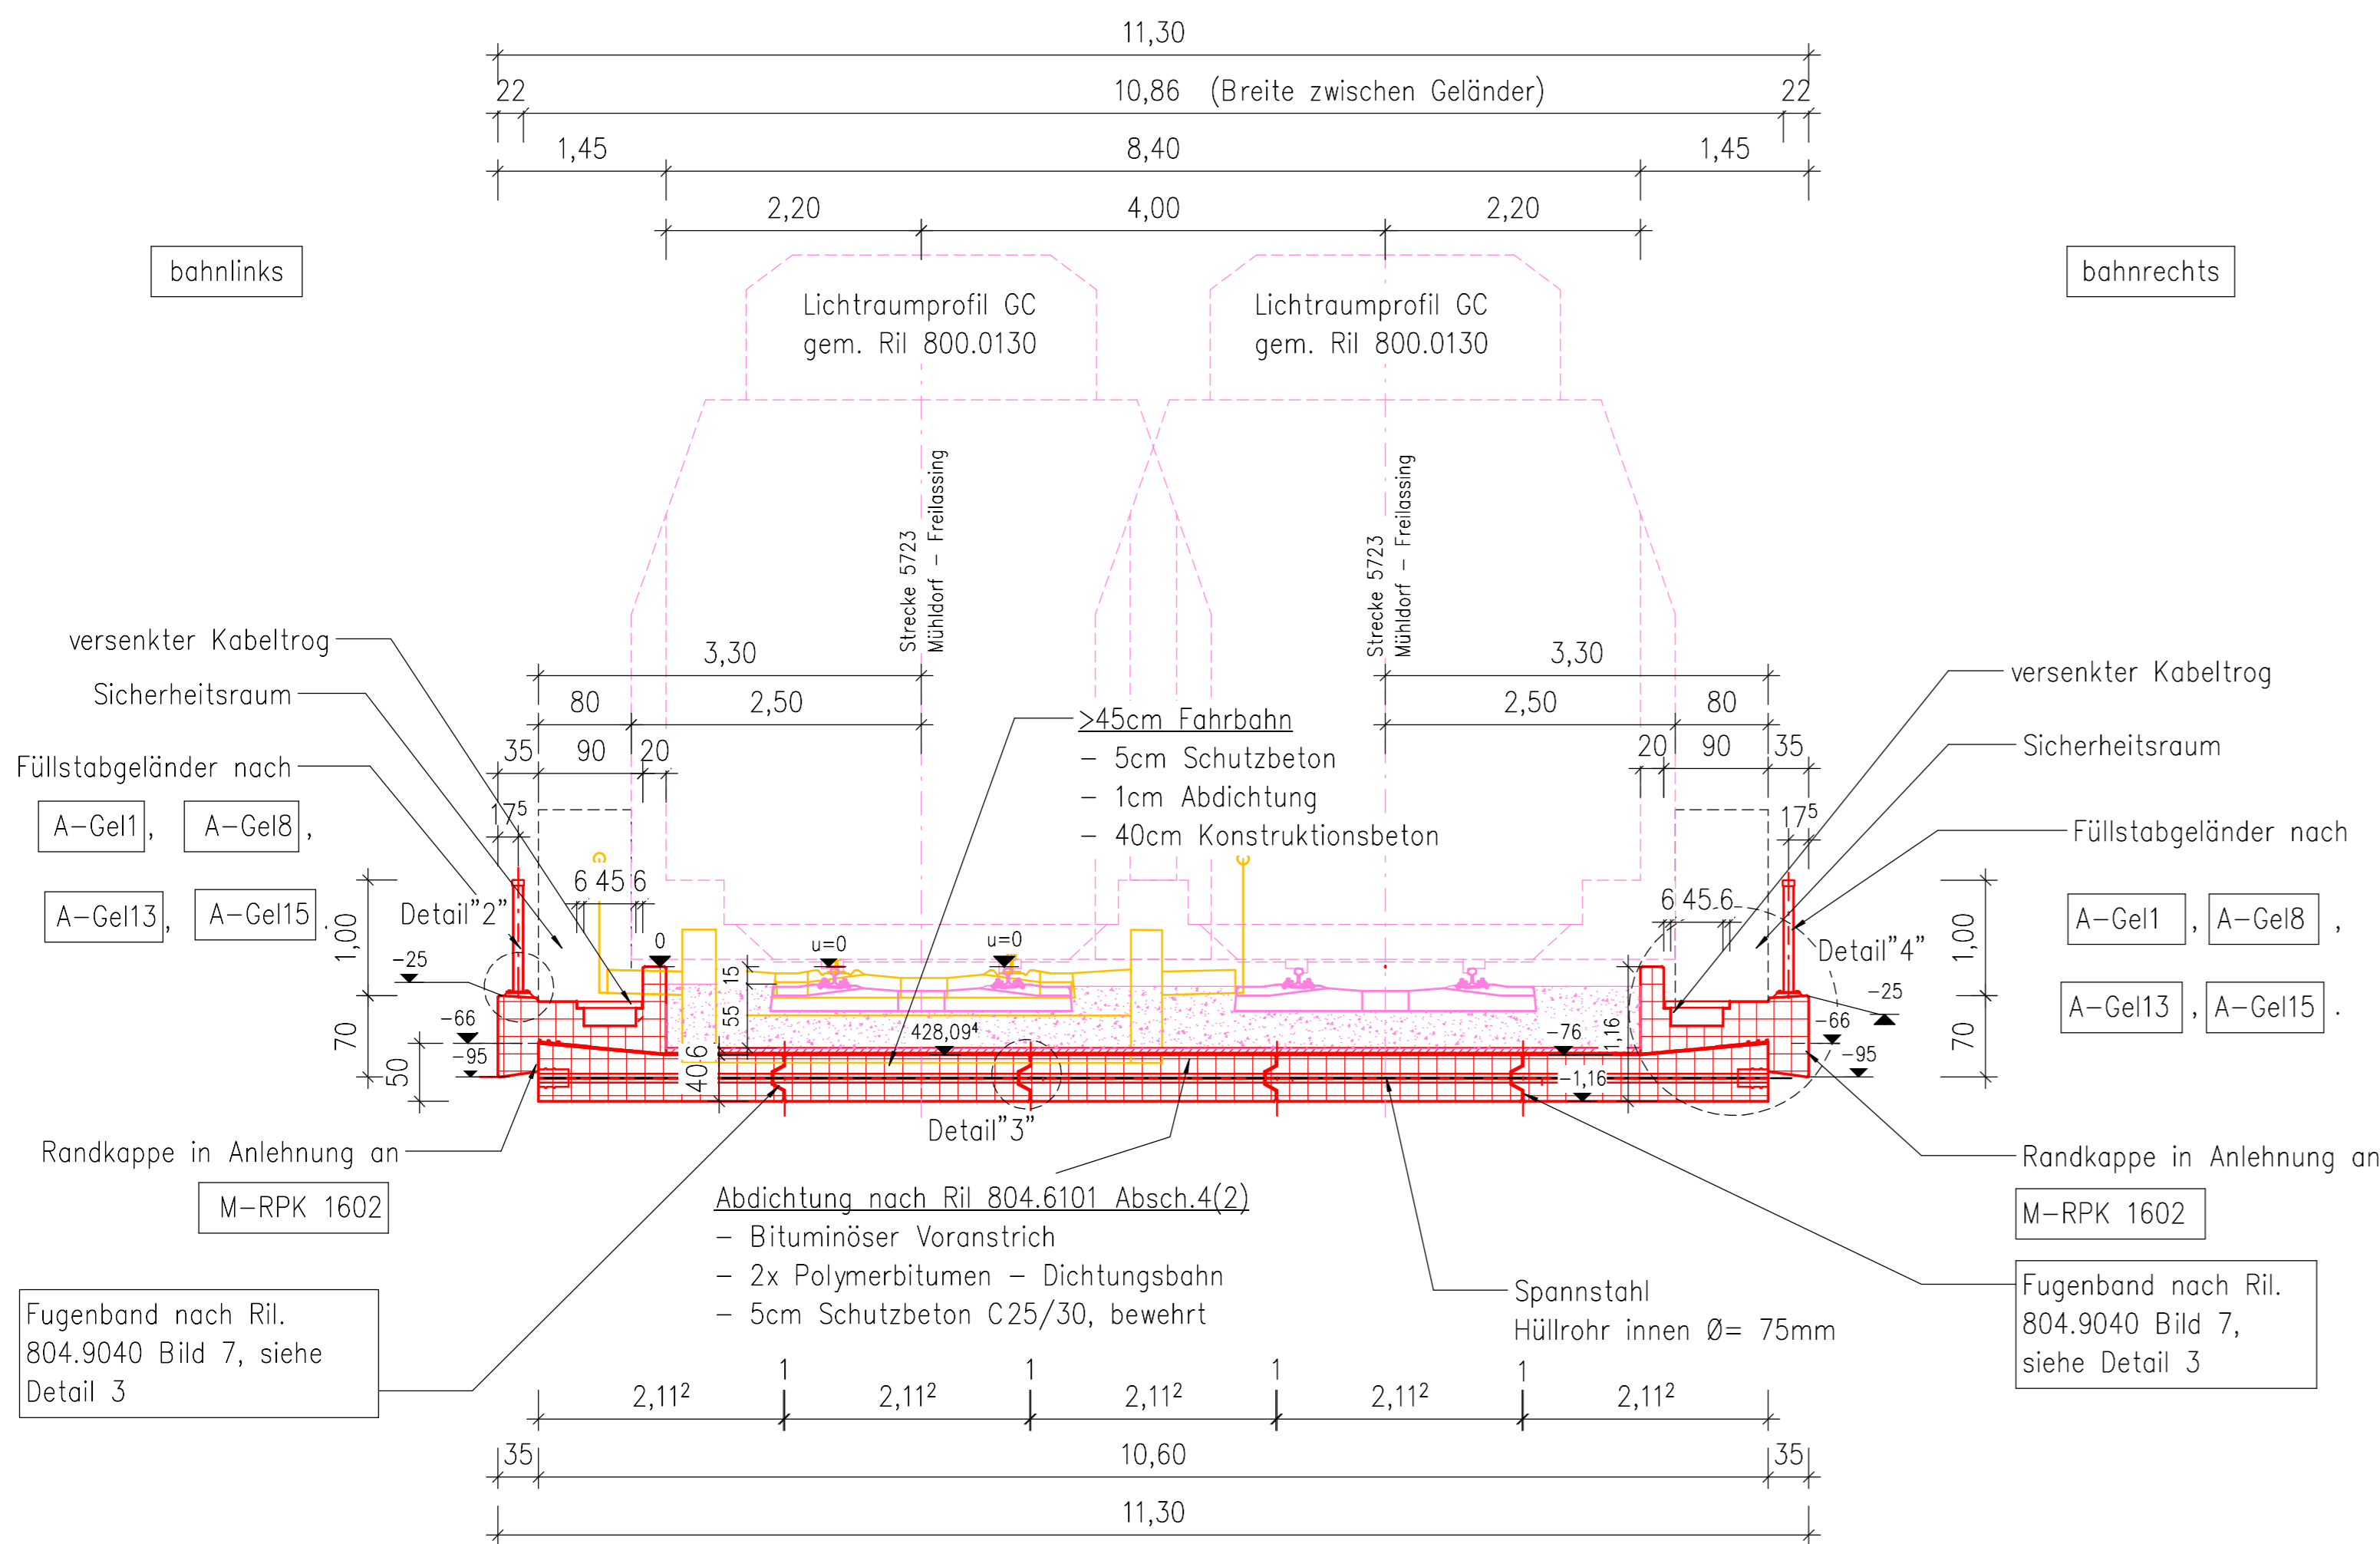 11,30
22
10,86 (Breite zwischen Geländer)
22
1,45
8,40
1,45
2,20
4,00
2,20
bahnlinks
bahnrechts
Lichtraumprofil GC
gem. Ril 800.0130
Lichtraumprofil GC
gem. Ril 800.0130
Strecke 5723
Mühldorf – Freilassing
Strecke 5723
Mühldorf – Freilassing
versenkter Kabeltrog
Sicherheitsraum
Füllstabgeländer nach
A–Gel1,
A–Gel8,
A–Gel13,
A–Gel15.
3,30
80
2,50
35
90
20
17⁵
6 45 6
Detail"2"
1,00
70
50
–25
–66
–95
0
u=0
u=0
15
55
6
40
428,09⁴
>45cm Fahrbahn
– 5cm Schutzbeton
– 1cm Abdichtung
– 40cm Konstruktionsbeton
3,30
2,50
80
20
90
35
17⁵
6 45 6
versenkter Kabeltrog
Sicherheitsraum
Füllstabgeländer nach
A–Gel1,
A–Gel8,
A–Gel13,
A–Gel15.
Detail"4"
1,00
70
–25
–66
–95
–76
1,16
–1,16
Detail"3"
Randkappe in Anlehnung an
M–RPK 1602
Fugenband nach Ril.
804.9040 Bild 7, siehe
Detail 3
Abdichtung nach Ril 804.6101 Absch.4(2)
– Bituminöser Voranstrich
– 2x Polymerbitumen – Dichtungsbahn
– 5cm Schutzbeton C25/30, bewehrt
Spannstahl
Hüllrohr innen Ø= 75mm
Randkappe in Anlehnung an
M–RPK 1602
Fugenband nach Ril.
804.9040 Bild 7,
siehe Detail 3
1
1
1
1
2,11²
2,11²
2,11²
2,11²
2,11²
35
10,60
35
11,30